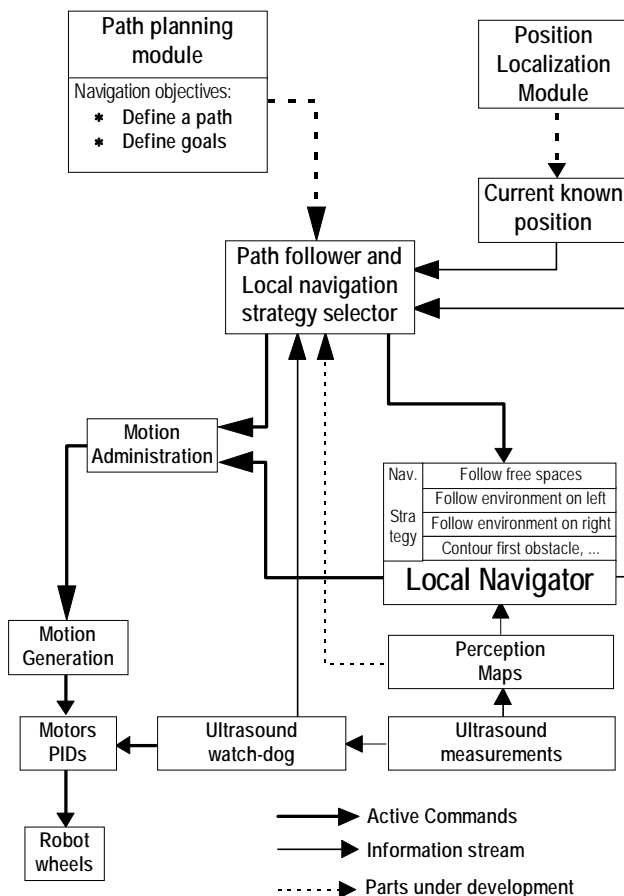 Path planning
module
Navigation objectives:
* Define a path
* Define goals
Position
Localization
Module
Current known
position
Path follower and
Local navigation
strategy selector
Motion
Administration
Nav.
Stra
tegy
Follow free spaces
Follow environment on left
Follow environment on right
Contour first obstacle, ...
Local Navigator
Motion
Generation
Perception
Maps
Motors
PIDs
Ultrasound
watch-dog
Ultrasound
measurements
Robot
wheels
Active Commands
Information stream
Parts under development